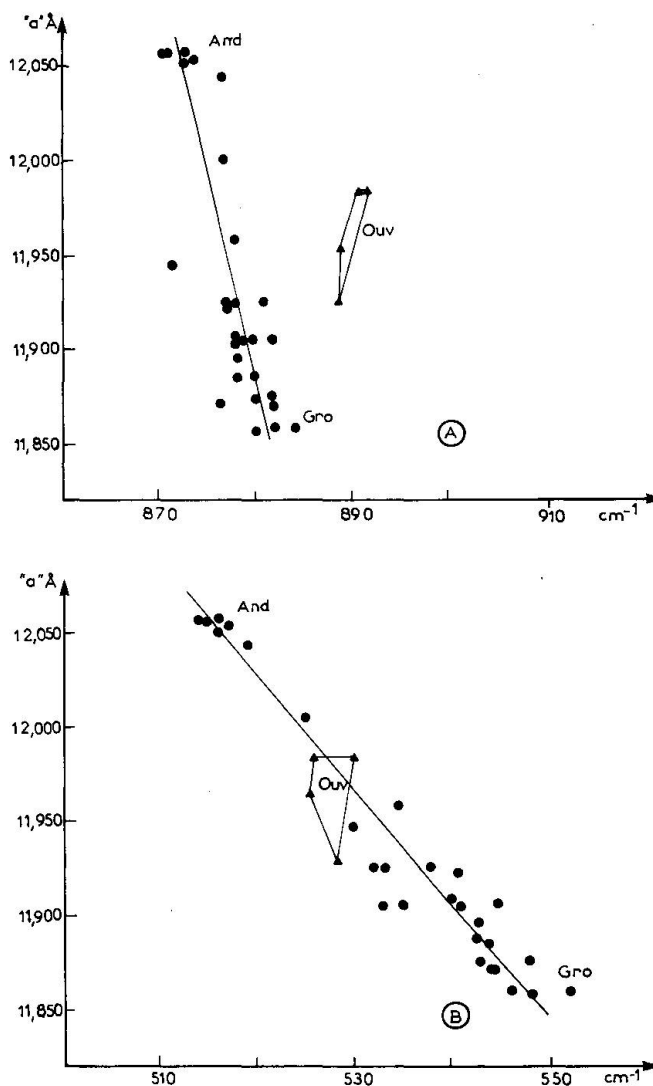 "a" Å
And
12,050
12,000
Ouv
11,950
11,900
Gro
11,850
A
870 890 910 cm⁻¹
"a" Å
And
12,050
12,000
Ouv
11,950
11,900
Gro
11,850
B
510 530 550 cm⁻¹